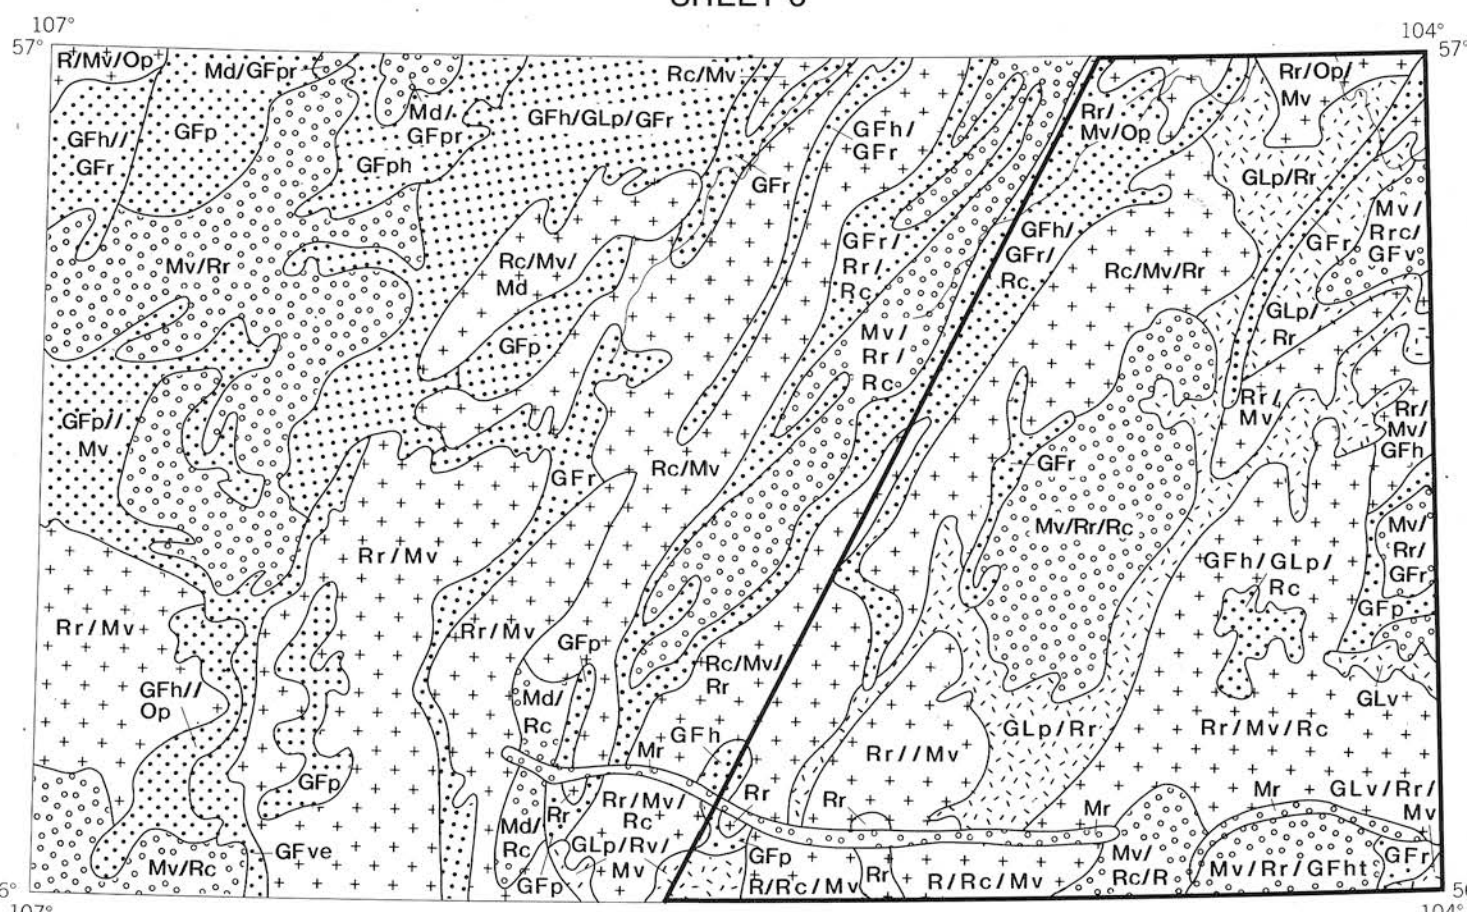 107°
104°
57°
57°
R/Mv/Op
Md/GFpr
Rc/Mv
Rr/Op/
Mv
GFh//
GFr
GFp
Md/
GFpr
GFph
GFh/GLp/GFr
GFh/
GFr
Rr/
Mv/Op
GFr
GLp/Rr
Mv/
Rrc/
GFv
GFr
Mv/Rr
Rc/Mv/
Md
GFr/
Rr/
Rc
GFh/
GFr/
Rc
Rc/Mv/Rr
GLp/
Rr
GFp
Mv/
Rr/
Rc
GFp//
Mv
Rr/
Mv
Rr/
Mv/
GFh
GFr
Rc/Mv
GFr
Rr/Mv
Mv/Rr/Rc
Mv/
Rr/
GFr
GFh/GLp/
Rc
GFp
Rr/Mv
Rr/Mv
GFp
Rc/Mv/
Rr
GFh//
Op
Md/
Rc
GLv
GFh
Mr
GLp/Rr
Rr/Mv/Rc
Rr//Mv
GFp
Rr/Mv/
Rc
Rr
Rr
Mr
Mr
GLv/Rr/
Mv
Md/
Rc
Rr
GLp/Rv/
Mv
GFve
Mv/Rc
GFp
GFp
R/Rc/Mv
Rr
R/Rc/Mv
Mv/
Rc/R
Mv/Rr/GFht
GFr
107°
104°